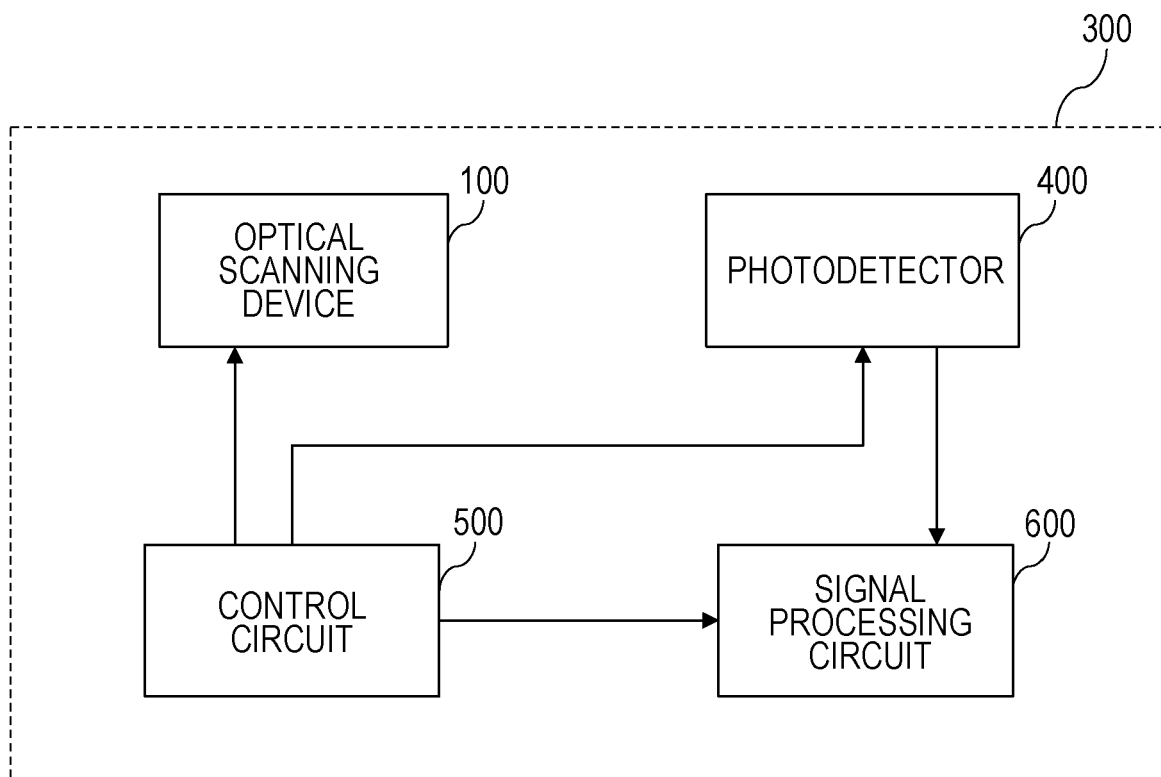 300
100
OPTICAL
SCANNING
DEVICE
400
PHOTODETECTOR
500
CONTROL
CIRCUIT
600
SIGNAL
PROCESSING
CIRCUIT